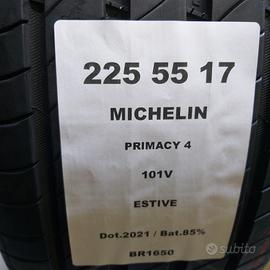 225 55 17
MICHELIN
PRIMACY 4
101V
ESTIVE
Dot.2021 / Bat.85%
BR1650
subito